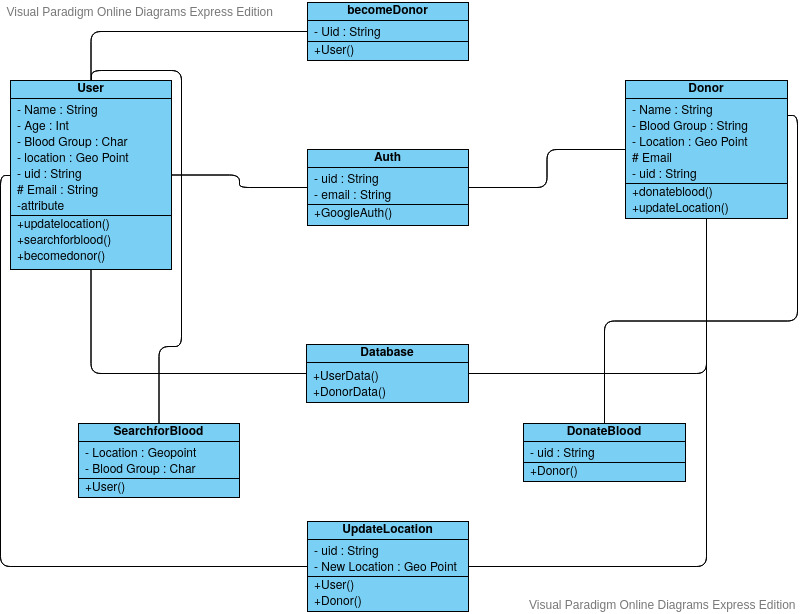 Visual Paradigm Online Diagrams Express Edition
becomeDonor
- Uid : String
+User()
User
- Name : String
- Age : Int
- Blood Group : Char
- location : Geo Point
- uid : String
# Email : String
-attribute
+updatelocation()
+searchforblood()
+becomedonor()
Auth
- uid : String
- email : String
+GoogleAuth()
Donor
- Name : String
- Blood Group : String
- Location : Geo Point
# Email
- uid : String
+donateblood()
+updateLocation()
Database
+UserData()
+DonorData()
SearchforBlood
- Location : Geopoint
- Blood Group : Char
+User()
DonateBlood
- uid : String
+Donor()
UpdateLocation
- uid : String
- New Location : Geo Point
+User()
+Donor()
Visual Paradigm Online Diagrams Express Edition